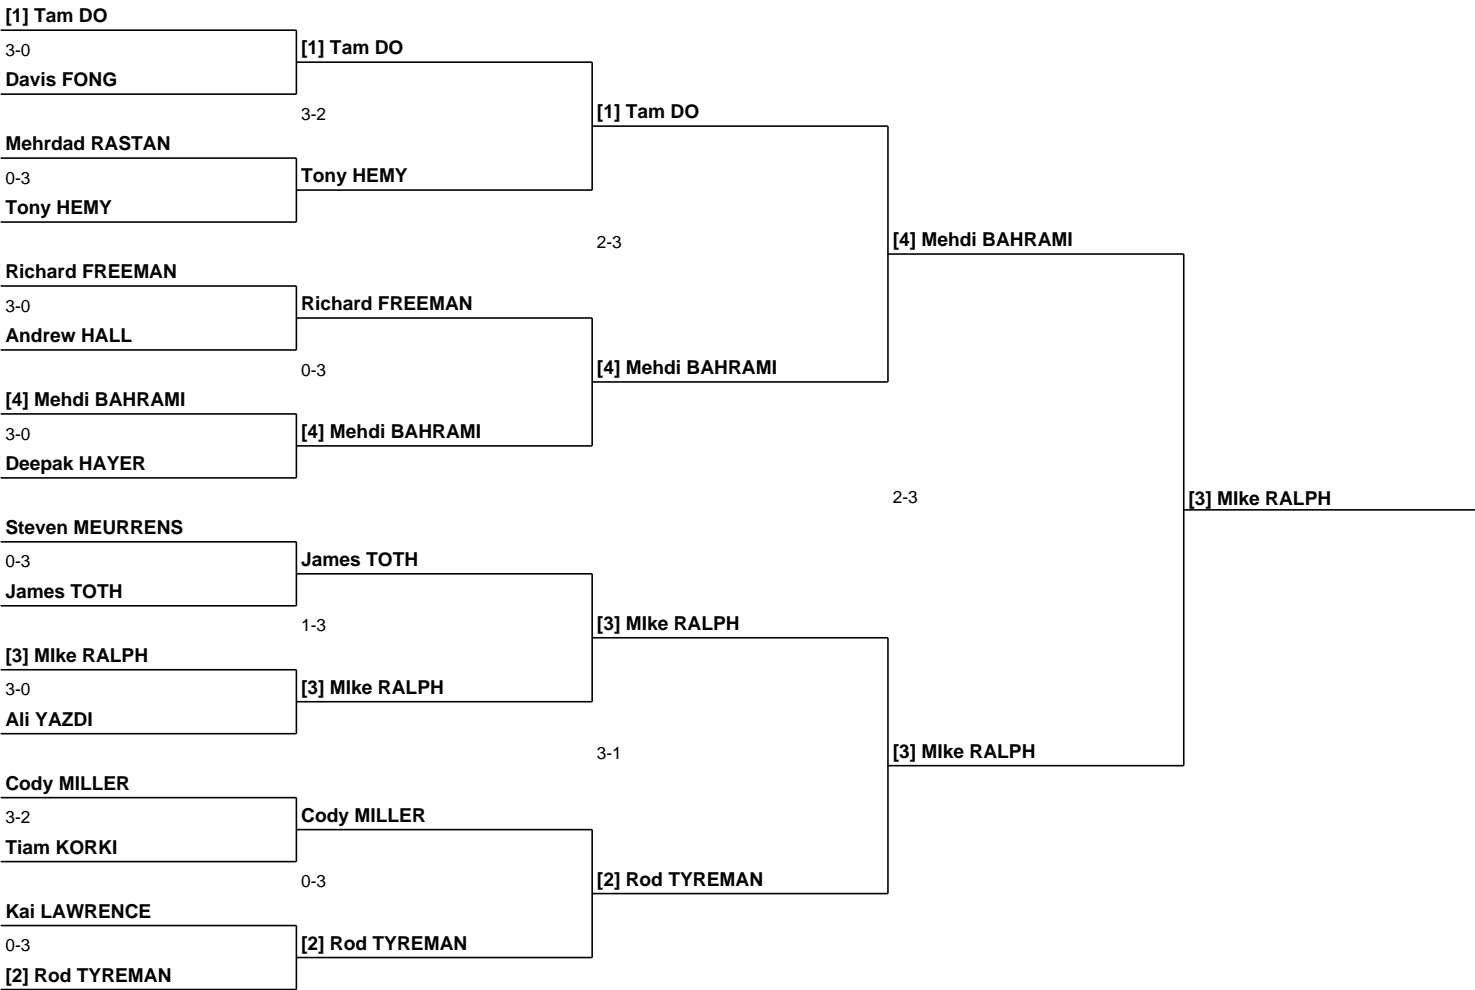 [1] Tam DO
3-0
Davis FONG
Mehrdad RASTAN
0-3
Tony HEMY
Richard FREEMAN
3-0
Andrew HALL
[4] Mehdi BAHRAMI
3-0
Deepak HAYER
Steven MEURRENS
0-3
James TOTH
[3] MIke RALPH
3-0
Ali YAZDI
Cody MILLER
3-2
Tiam KORKI
Kai LAWRENCE
0-3
[2] Rod TYREMAN
[1] Tam DO
3-2
Tony HEMY
Richard FREEMAN
0-3
[4] Mehdi BAHRAMI
James TOTH
1-3
[3] MIke RALPH
Cody MILLER
0-3
[2] Rod TYREMAN
[1] Tam DO
2-3
[4] Mehdi BAHRAMI
[3] MIke RALPH
3-1
[2] Rod TYREMAN
[4] Mehdi BAHRAMI
2-3
[3] MIke RALPH
[3] MIke RALPH